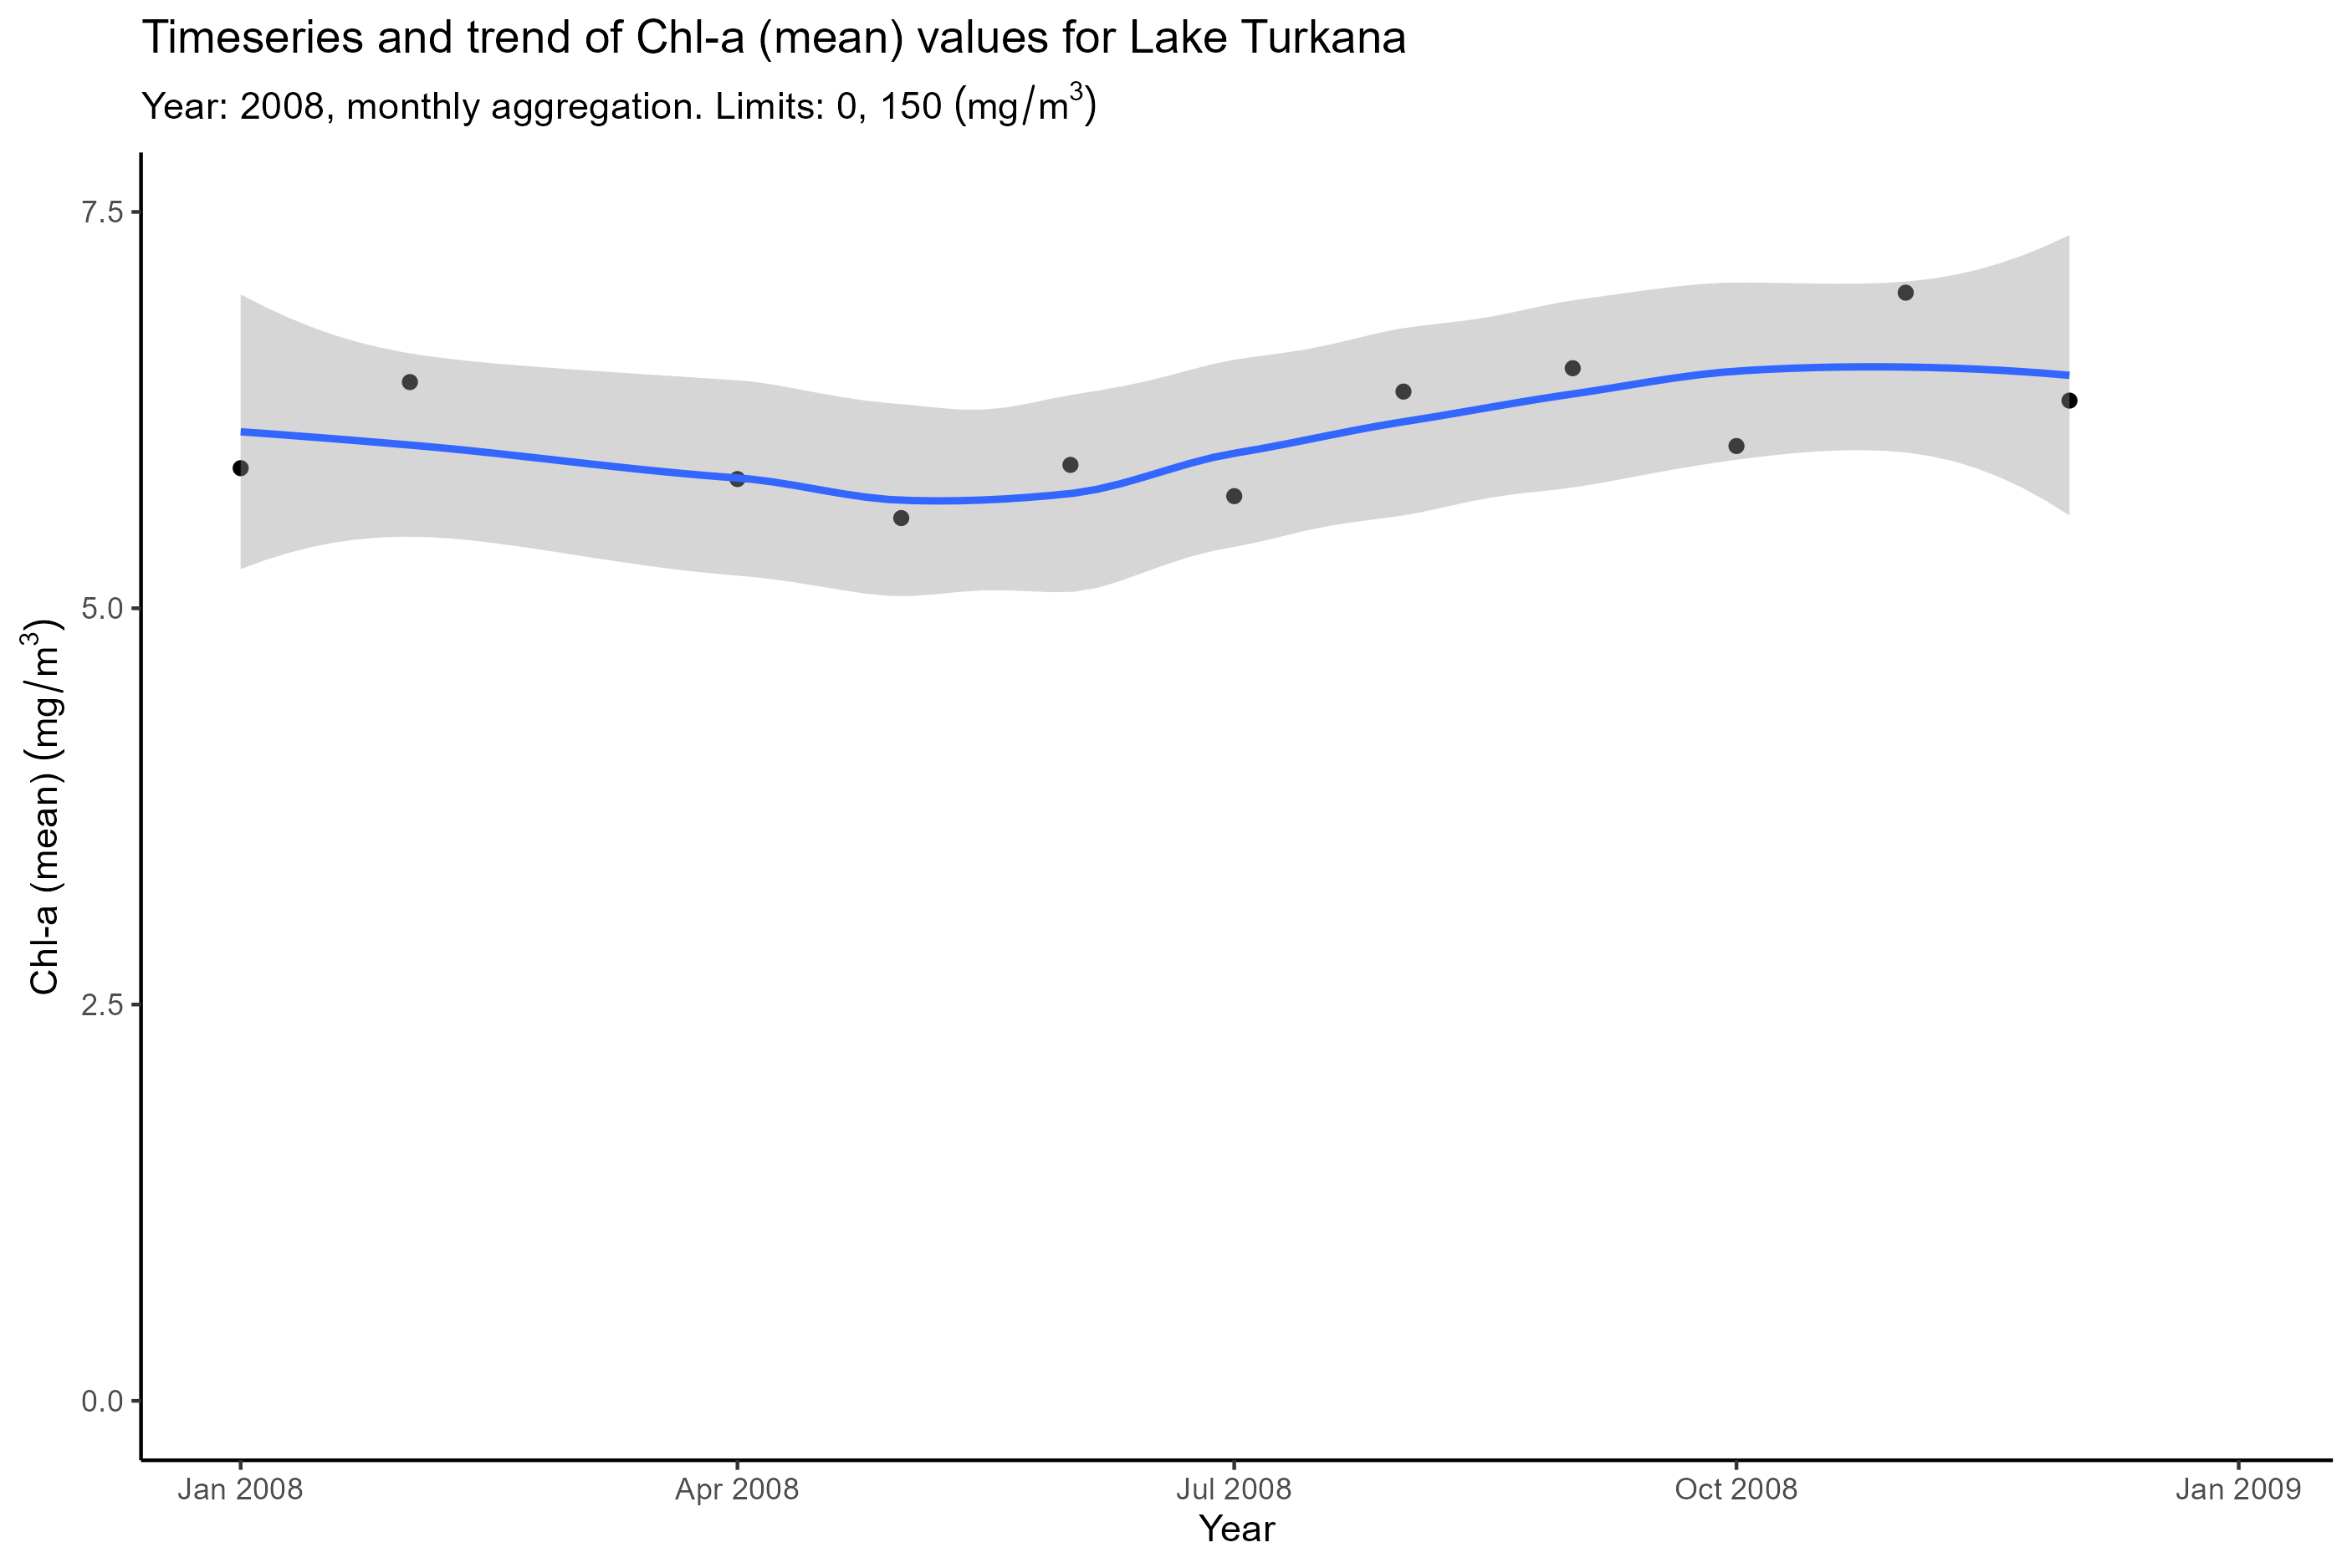 Timeseries and trend of Chl-a (mean) values for Lake Turkana
Year: 2008, monthly aggregation. Limits: 0, 150 (mg/m³)
7.5
5.0
2.5
0.0
Chl-a (mean) (mg/m³)
Jan 2008
Apr 2008
Jul 2008
Oct 2008
Jan 2009
Year